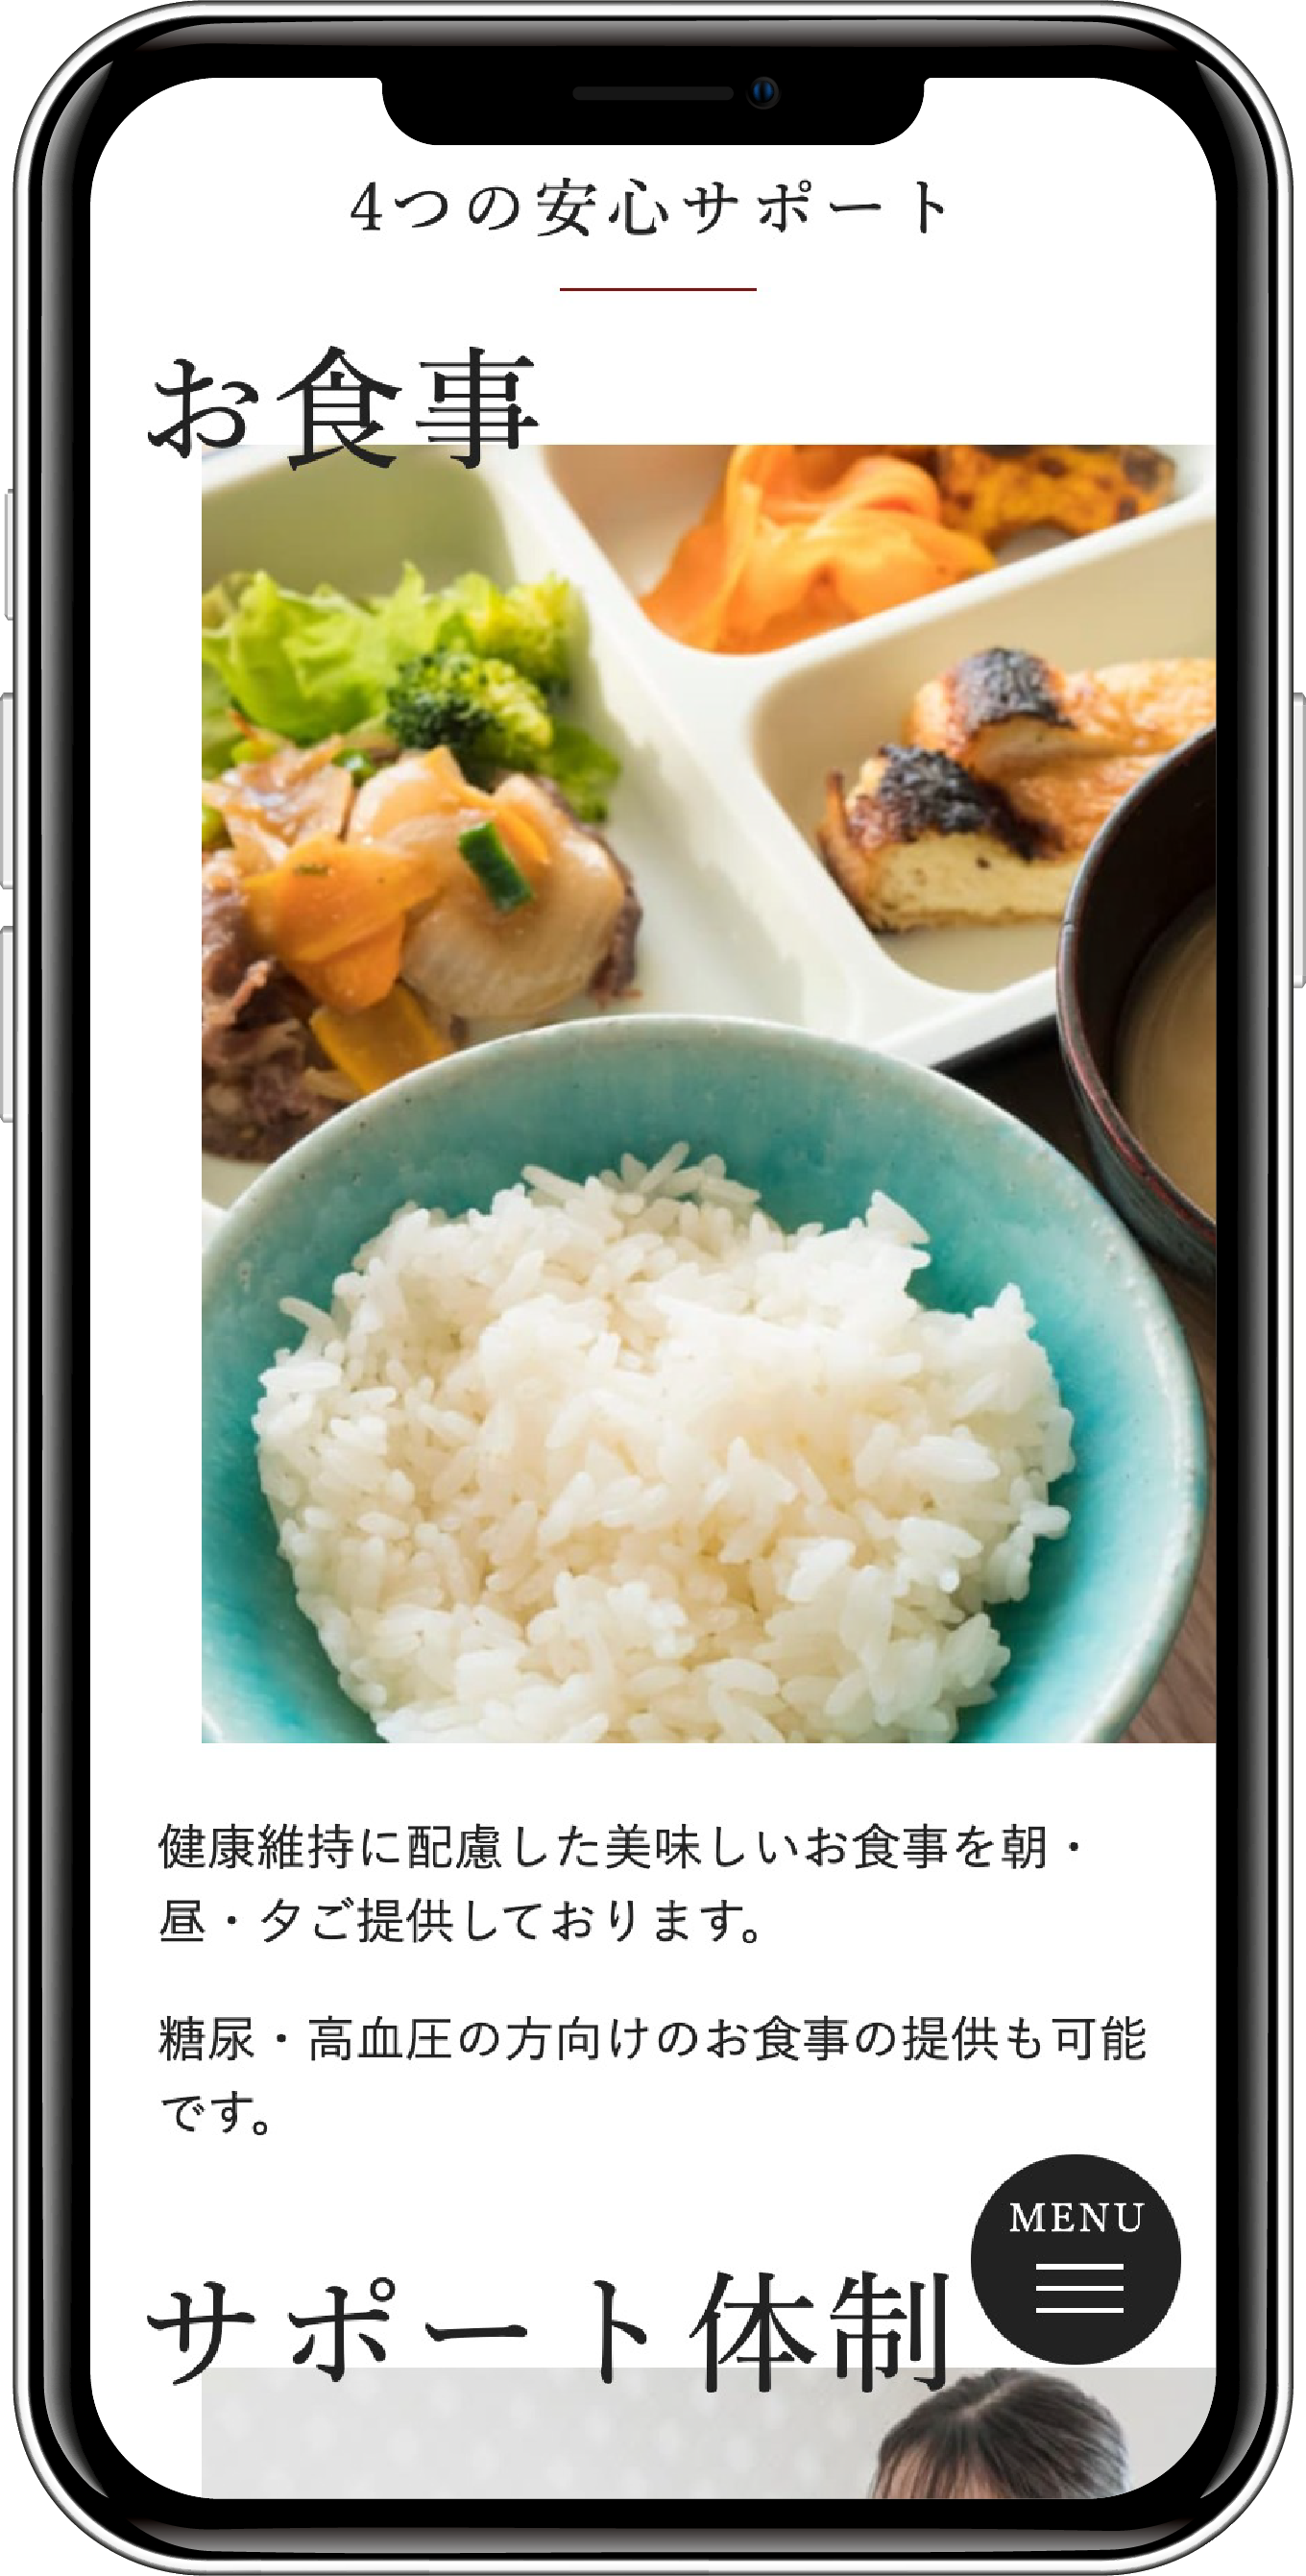 4つの安心サポート
お食事
健康維持に配慮した美味しいお食事を朝・
昼・夕ご提供しております。
糖尿・高血圧の方向けのお食事の提供も可能
です。
MENU
サポート体制